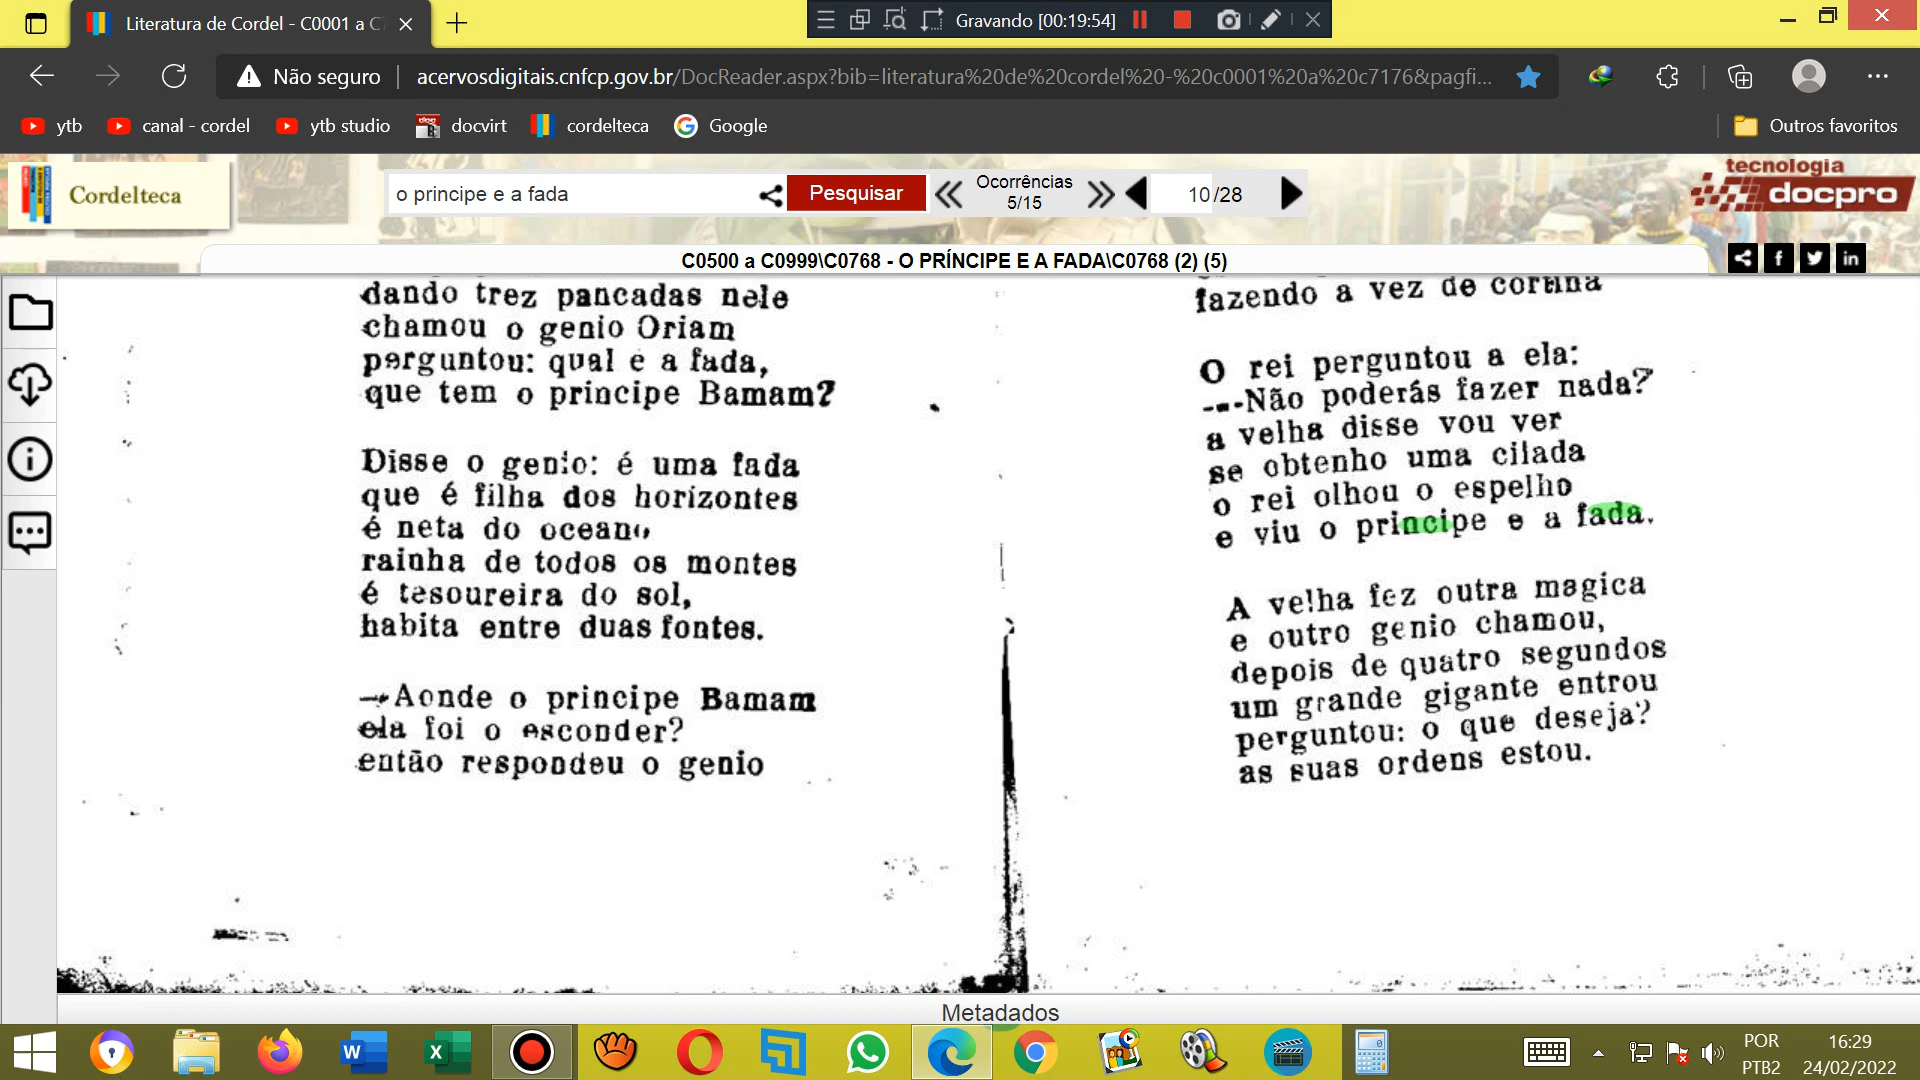 Literatura de Cordel - C0001 a C
Gravando [00:19:54]
Não seguro
acervosdigitais.cnfcp.gov.br/DocReader.aspx?bib=literatura%20de%20cordel%20-%20c0001%20a%20c7176&pagfi...
ytb
canal - cordel
ytb studio
docvirt
cordelteca
Google
Outros favoritos
Cordelteca
o principe e a fada
Pesquisar
Ocorrências
5/15
10/28
tecnologia
docpro
C0500 a C0999\C0768 - O PRÍNCIPE E A FADA\C0768 (2) (5)
dando trez pancadas nele
chamou o genio Oriam
perguntou: qual e a fada,
que tem o principe Bamam?
Disse o genio: é uma fada
que é filha dos horizontes
é neta do oceano
rainha de todos os montes
é tesoureira do sol,
habita entre duas fontes.
—Aonde o principe Bamam
ela foi o esconder?
então respondeu o genio
fazendo a vez de cortina
O rei perguntou a ela:
---Não poderás fazer nada?
a velha disse vou ver
se obtenho uma cilada
o rei olhou o espelho
e viu o principe e a fada.
A velha fez outra magica
e outro genio chamou,
depois de quatro segundos
um grande gigante entrou
perguntou: o que deseja?
as suas ordens estou.
Metadados
POR
PTB2
16:29
24/02/2022